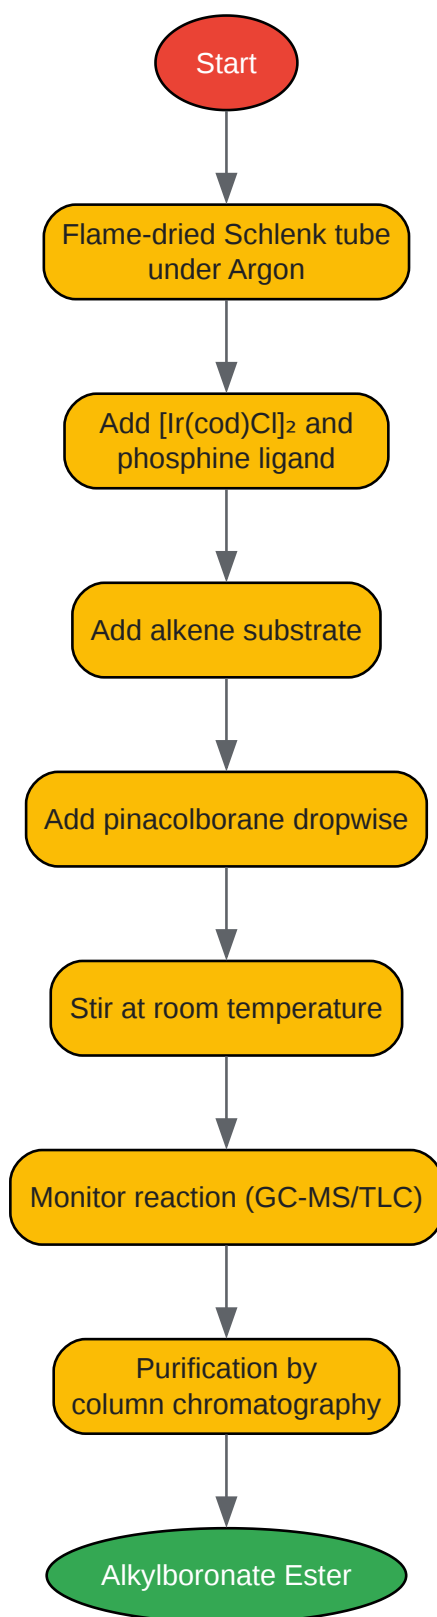 Start
Flame-dried Schlenk tube
under Argon
Add [Ir(cod)Cl]₂ and
phosphine ligand
Add alkene substrate
Add pinacolborane dropwise
Stir at room temperature
Monitor reaction (GC-MS/TLC)
Purification by
column chromatography
Alkylboronate Ester